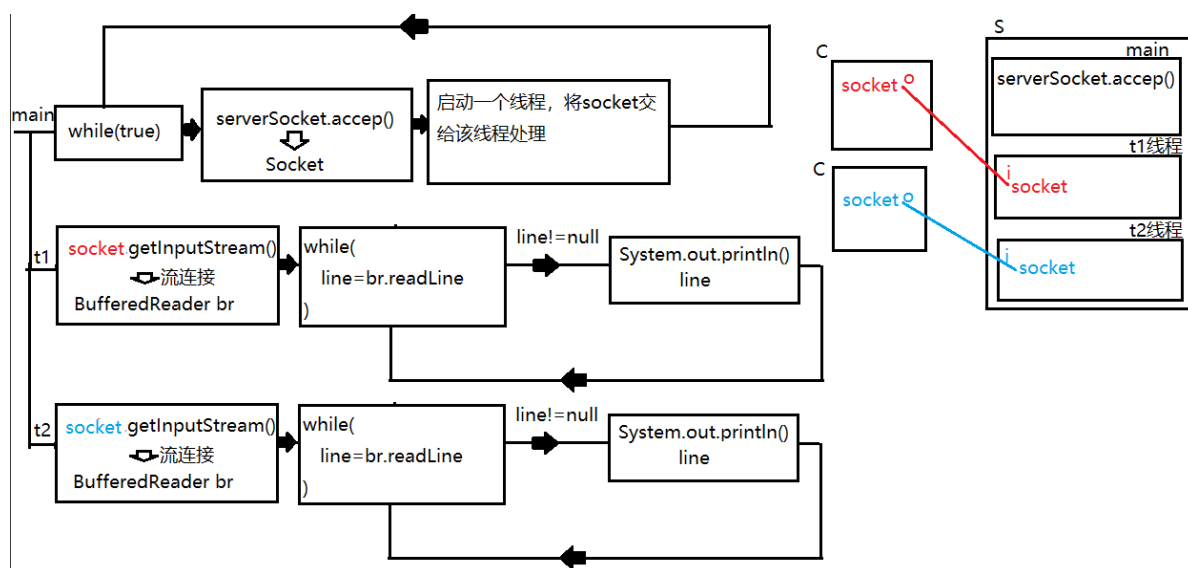 main
while(true)
serverSocket.accep()
Socket
启动一个线程，将socket交
给该线程处理
t1
socket.getInputStream()
流连接
BufferedReader br
while(
line=br.readLine
)
line!=null
System.out.println()
line
t2
socket.getInputStream()
流连接
BufferedReader br
while(
line=br.readLine
)
line!=null
System.out.println()
line
C
socket o
C
socket o
S
main
serverSocket.accep()
t1线程
i
socket
t2线程
i
socket